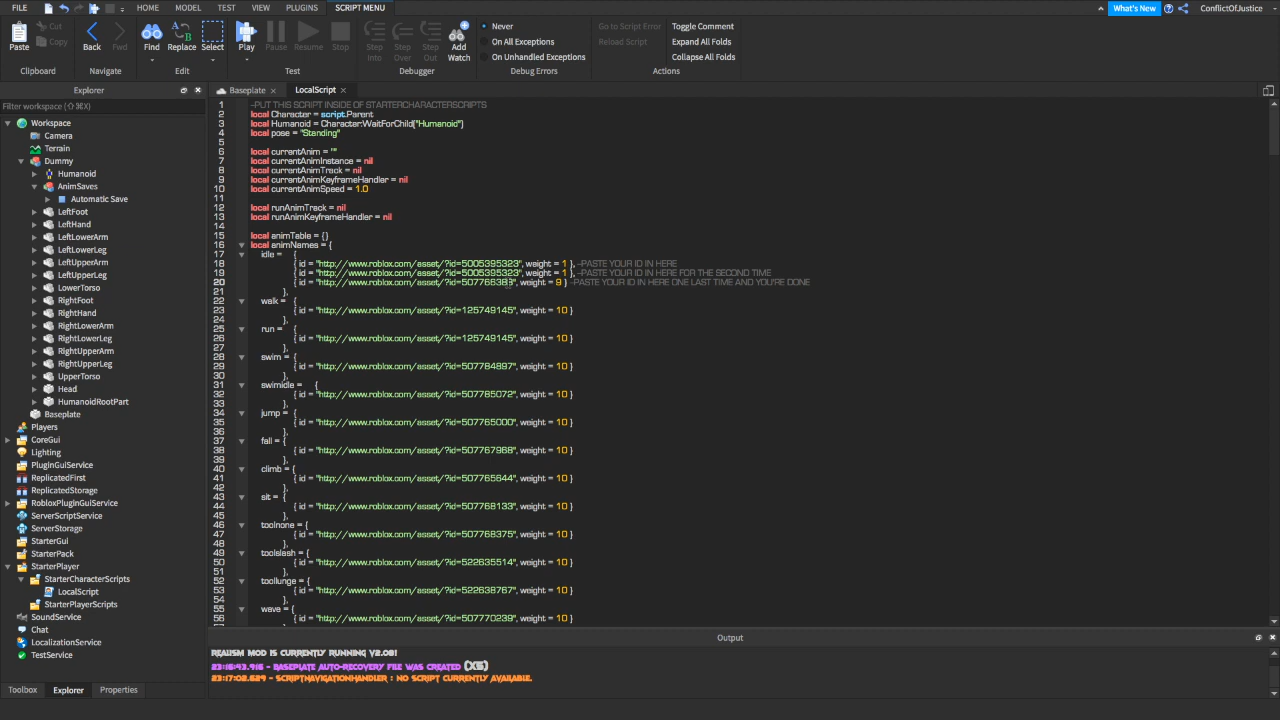 FILE HOME MODEL TEST VIEW PLUGINS SCRIPT MENU What's New ConflictOfJustice
Paste Cut Copy Back Fwd Find Replace Select Play Pause Resume Stop Step Into Step Over Step Out Add Watch
Never
On All Exceptions
On Unhandled Exceptions
Go to Script Error
Reload Script
Toggle Comment
Expand All Folds
Collapse All Folds
Clipboard Navigate Edit Test Debugger Debug Errors Actions
Explorer
Filter workspace (⇧⌘X)
Workspace
Camera
Terrain
Dummy
Humanoid
AnimSaves
Automatic Save
LeftFoot
LeftHand
LeftLowerArm
LeftLowerLeg
LeftUpperArm
LeftUpperLeg
LowerTorso
RightFoot
RightHand
RightLowerArm
RightLowerLeg
RightUpperArm
RightUpperLeg
UpperTorso
Head
HumanoidRootPart
Baseplate
Players
CoreGui
Lighting
PluginGuiService
ReplicatedFirst
ReplicatedStorage
RobloxPluginGuiService
ServerScriptService
ServerStorage
StarterGui
StarterPack
StarterPlayer
StarterCharacterScripts
LocalScript
StarterPlayerScripts
SoundService
Chat
LocalizationService
TestService
Toolbox Explorer Properties
Baseplate LocalScript
1 --PUT THIS SCRIPT INSIDE OF STARTERCHARACTERSCRIPTS
2 local Character = script.Parent
3 local Humanoid = Character:WaitForChild("Humanoid")
4 local pose = "Standing"
5
6 local currentAnim = ""
7 local currentAnimInstance = nil
8 local currentAnimTrack = nil
9 local currentAnimKeyframeHandler = nil
10 local currentAnimSpeed = 1.0
11
12 local runAnimTrack = nil
13 local runAnimKeyframeHandler = nil
14
15 local animTable = {}
16 local animNames = {
17 idle = {
18 { id = "http://www.roblox.com/asset/?id=5005395323", weight = 1 }, --PASTE YOUR ID IN HERE
19 { id = "http://www.roblox.com/asset/?id=5005395323", weight = 1 }, --PASTE YOUR ID IN HERE FOR THE SECOND TIME
20 { id = "http://www.roblox.com/asset/?id=507766388", weight = 9 } --PASTE YOUR ID IN HERE ONE LAST TIME AND YOU'RE DONE
21 },
22 walk = {
23 { id = "http://www.roblox.com/asset/?id=125749145", weight = 10 }
24 },
25 run = {
26 { id = "http://www.roblox.com/asset/?id=125749145", weight = 10 }
27 },
28 swim = {
29 { id = "http://www.roblox.com/asset/?id=507784897", weight = 10 }
30 },
31 swimidle = {
32 { id = "http://www.roblox.com/asset/?id=507785072", weight = 10 }
33 },
34 jump = {
35 { id = "http://www.roblox.com/asset/?id=507765000", weight = 10 }
36 },
37 fall = {
38 { id = "http://www.roblox.com/asset/?id=507767968", weight = 10 }
39 },
40 climb = {
41 { id = "http://www.roblox.com/asset/?id=507765644", weight = 10 }
42 },
43 sit = {
44 { id = "http://www.roblox.com/asset/?id=507768133", weight = 10 }
45 },
46 toolnone = {
47 { id = "http://www.roblox.com/asset/?id=507768375", weight = 10 }
48 },
49 toolslash = {
50 { id = "http://www.roblox.com/asset/?id=522635514", weight = 10 }
51 },
52 toollunge = {
53 { id = "http://www.roblox.com/asset/?id=522638767", weight = 10 }
54 },
55 wave = {
56 { id = "http://www.roblox.com/asset/?id=507770239", weight = 10 }
Output
REALISM MOD IS CURRENTLY RUNNING V2.08!
23:16:43.916 - BASEPLATE AUTO-RECOVERY FILE WAS CREATED (X5)
23:17:02.629 - SCRIPTNAVIGATIONHANDLER : NO SCRIPT CURRENTLY AVAILABLE.